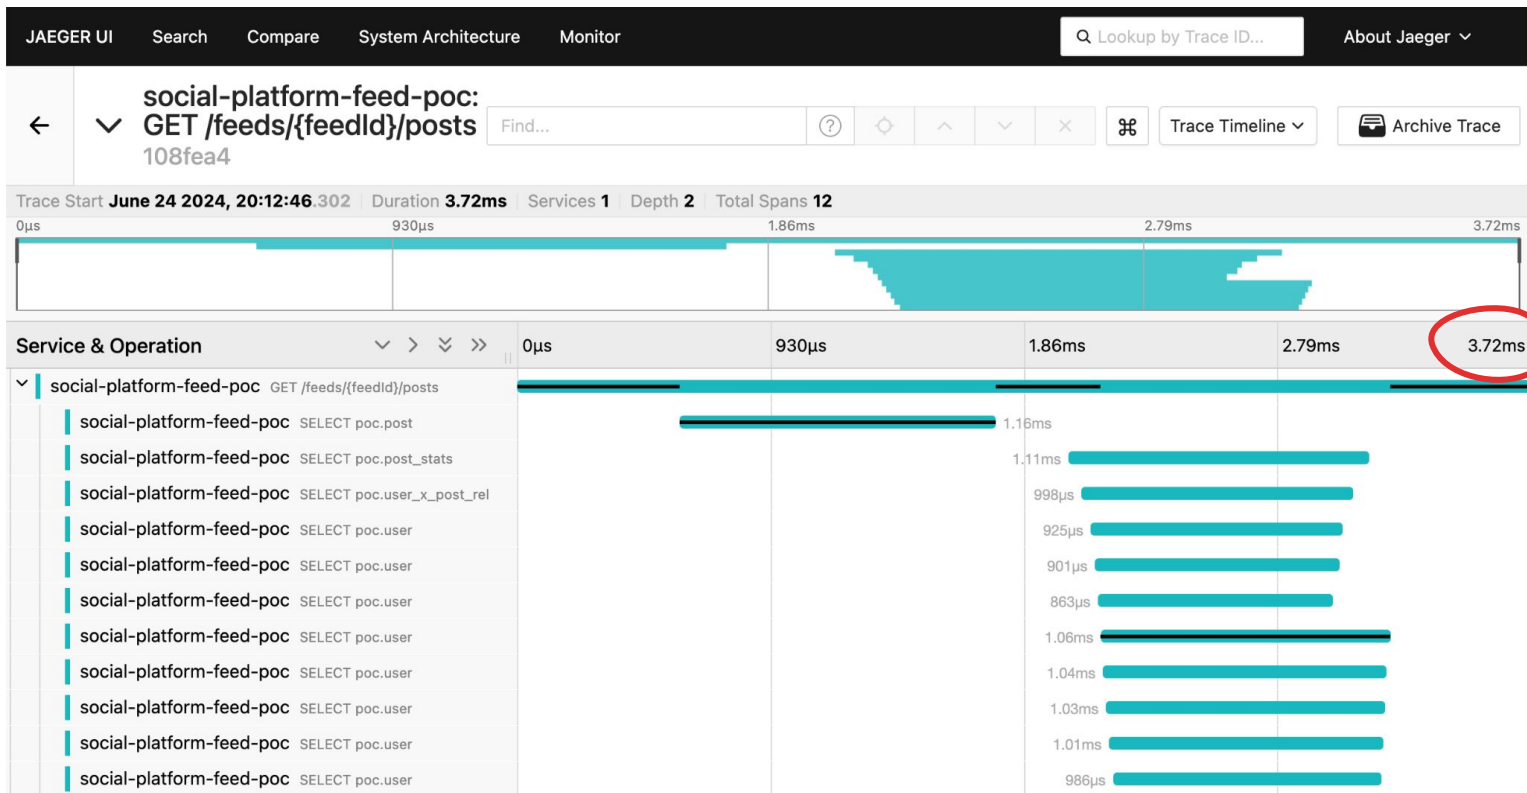 JAEGER UI Search Compare System Architecture Monitor Lookup by Trace ID... About Jaeger
social-platform-feed-poc:
GET /feeds/{feedId}/posts Find... ? ⌘ Trace Timeline Archive Trace
108fea4
Trace Start June 24 2024, 20:12:46.302 Duration 3.72ms Services 1 Depth 2 Total Spans 12
0μs 930μs 1.86ms 2.79ms 3.72ms
Service & Operation 0μs 930μs 1.86ms 2.79ms 3.72ms
social-platform-feed-poc GET /feeds/{feedId}/posts
social-platform-feed-poc SELECT poc.post 1.16ms
social-platform-feed-poc SELECT poc.post_stats 1.11ms
social-platform-feed-poc SELECT poc.user_x_post_rel 998μs
social-platform-feed-poc SELECT poc.user 925μs
social-platform-feed-poc SELECT poc.user 901μs
social-platform-feed-poc SELECT poc.user 863μs
social-platform-feed-poc SELECT poc.user 1.06ms
social-platform-feed-poc SELECT poc.user 1.04ms
social-platform-feed-poc SELECT poc.user 1.03ms
social-platform-feed-poc SELECT poc.user 1.01ms
social-platform-feed-poc SELECT poc.user 986μs